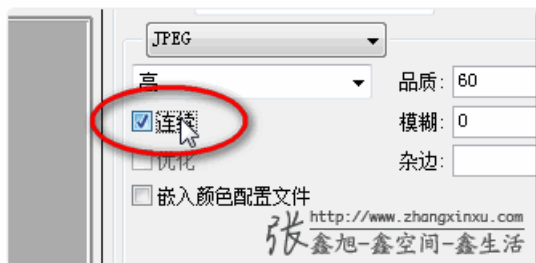 JPEG
高 品质: 60
连续 模糊: 0
优化 杂边:
嵌入颜色配置文件
张 http://www.zhangxinxu.com
鑫旭-鑫空间-鑫生活